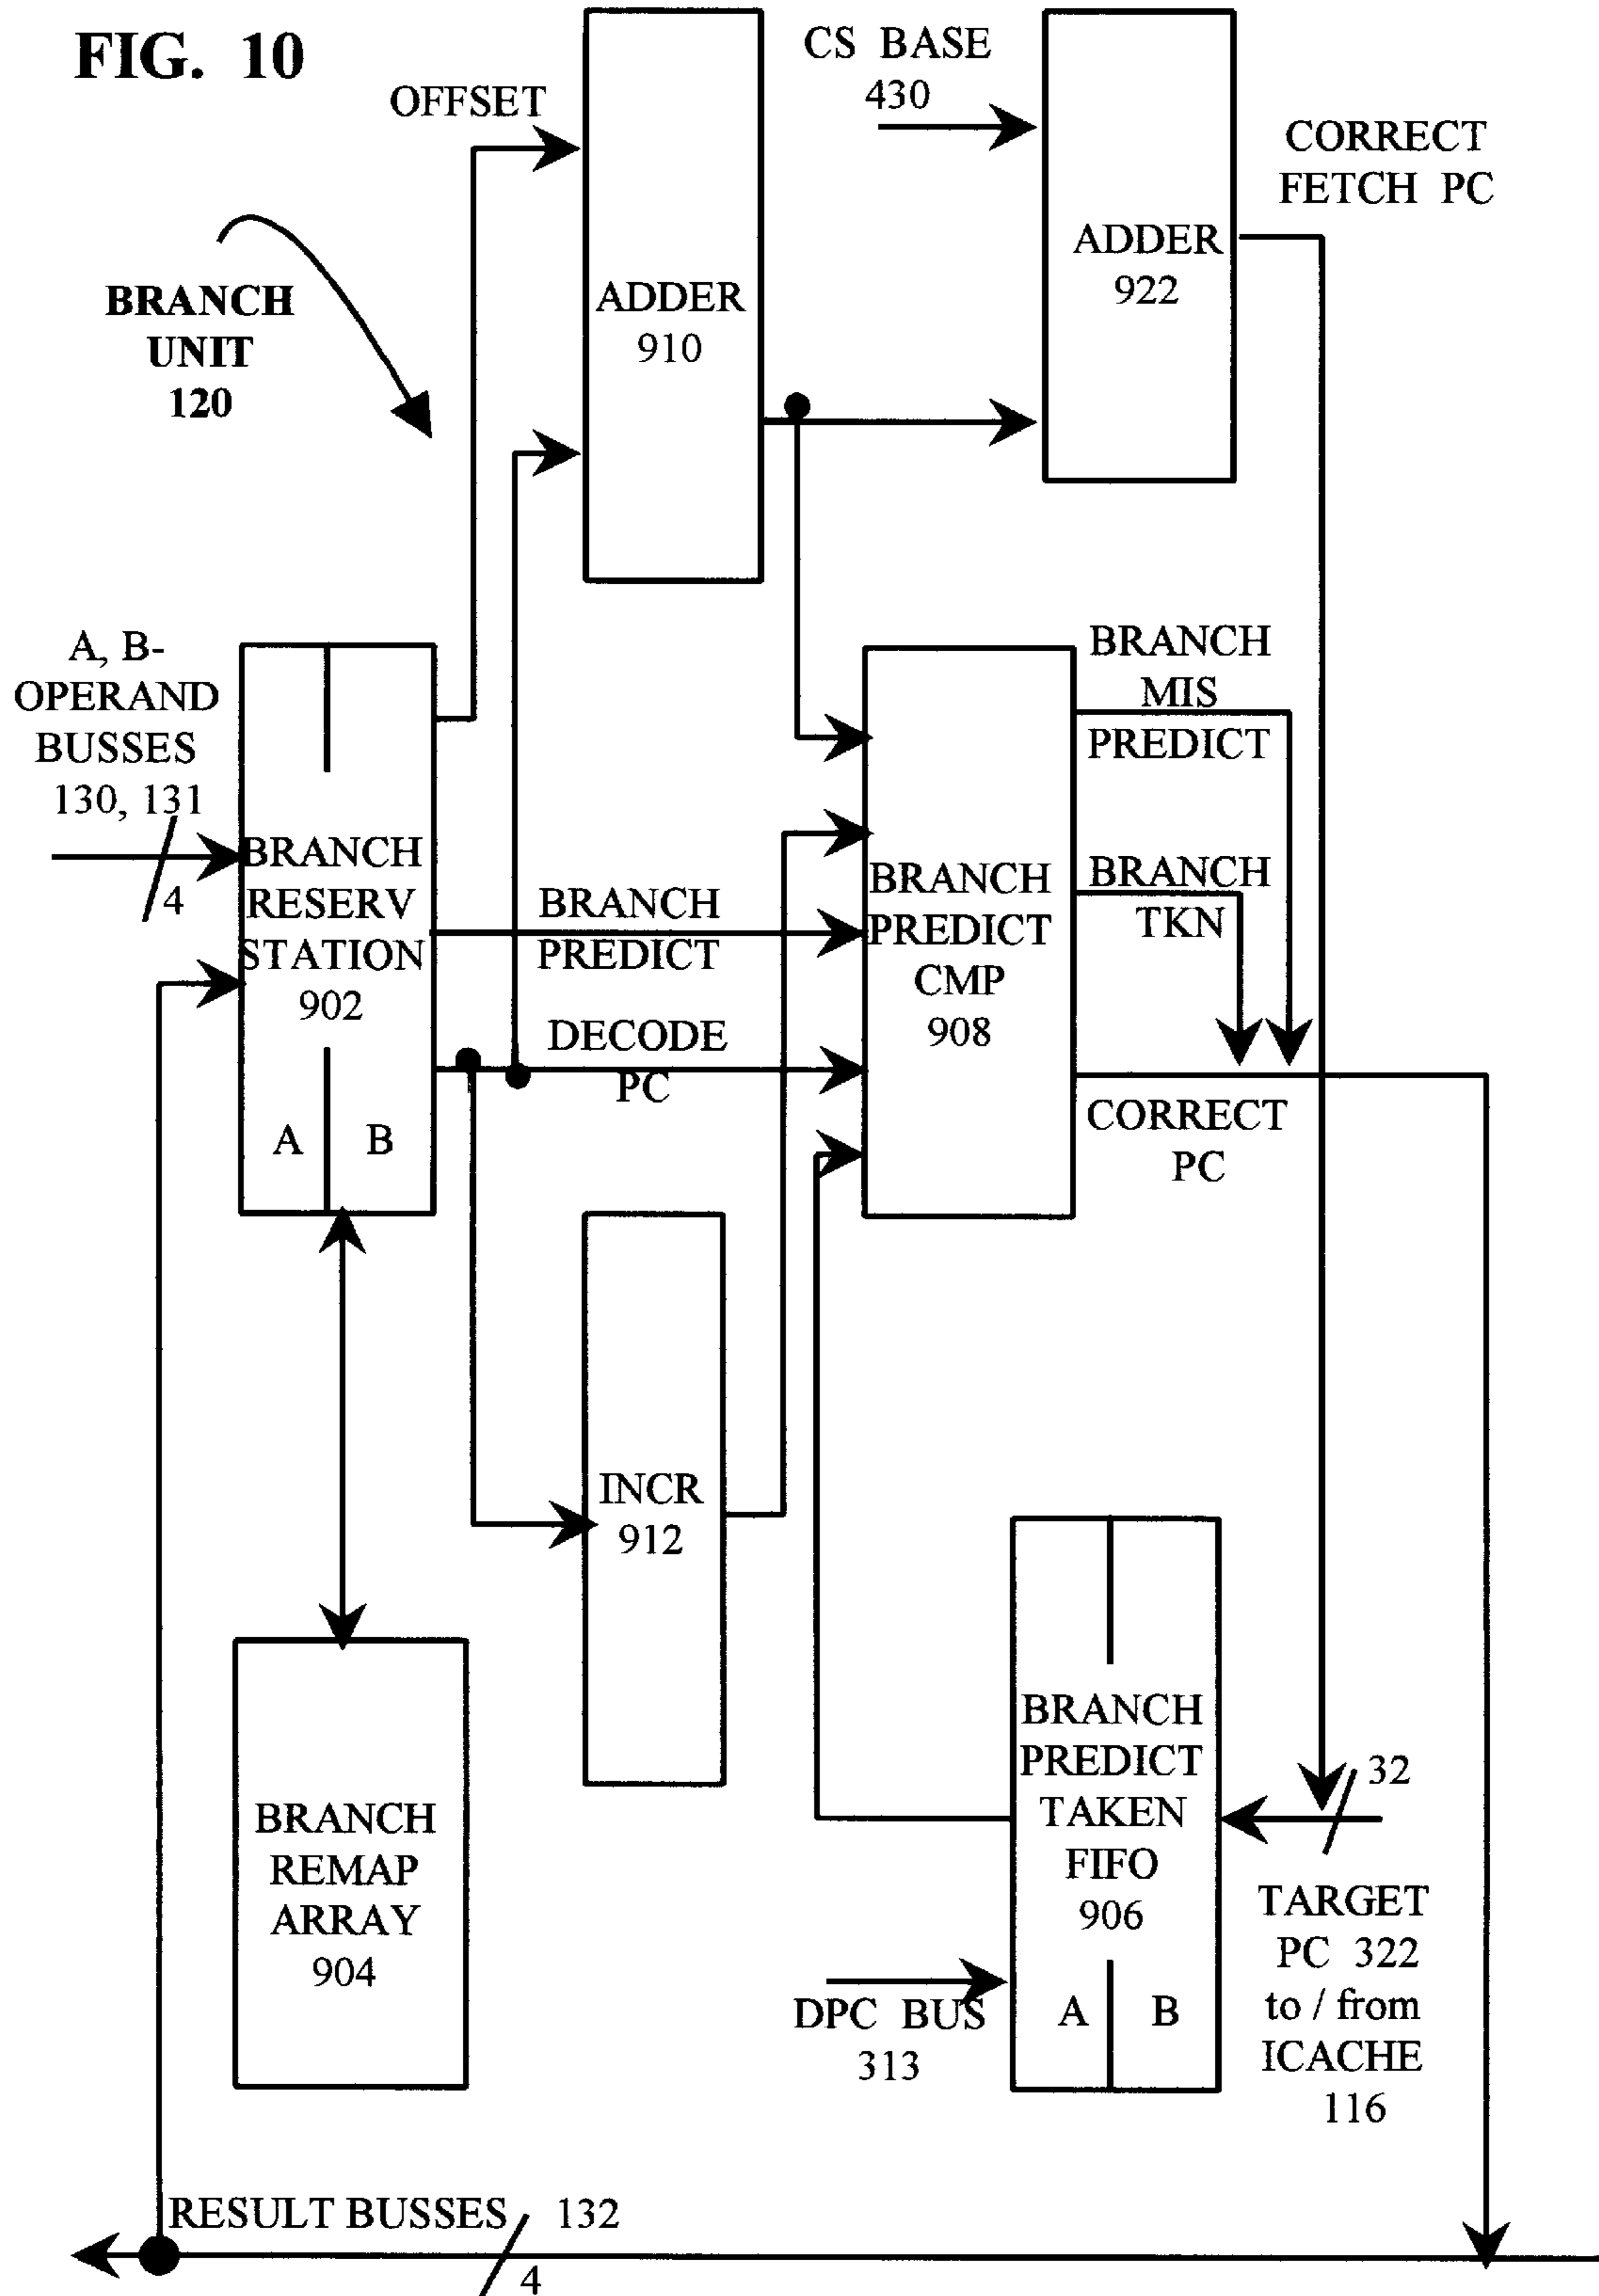 FIG. 10
OFFSET
CS BASE
430
CORRECT
FETCH PC
ADDER
910
ADDER
922
BRANCH
UNIT
120
A, B-
OPERAND
BUSSES
130, 131
4
BRANCH
RESERV
STATION
902
A B
BRANCH
PREDICT
DECODE
PC
BRANCH
PREDICT
CMP
908
BRANCH
MIS
PREDICT
BRANCH
TKN
CORRECT
PC
INCR
912
BRANCH
REMAP
ARRAY
904
BRANCH
PREDICT
TAKEN
FIFO
906
A B
32
TARGET
PC 322
to / from
ICACHE
116
DPC BUS
313
RESULT BUSSES 132
4